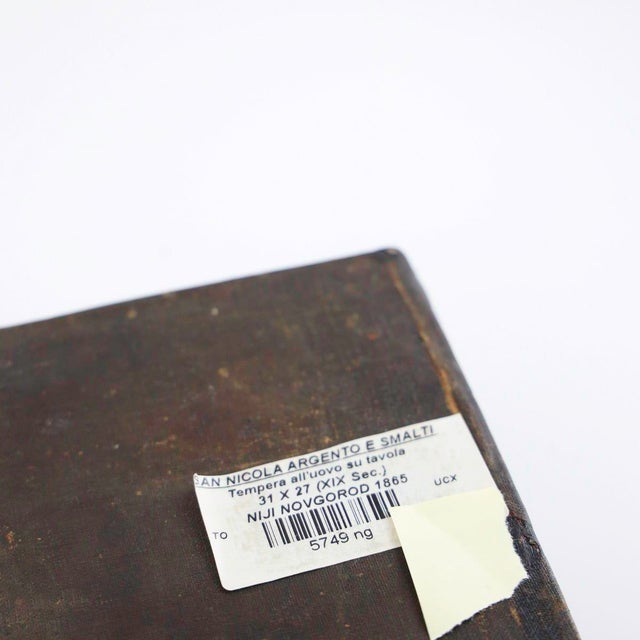 SAN NICOLA ARGENTO E SMALTI
Tempera all'uovo su tavola
31 X 27 (XIX Sec.)
UCX
NIJI NOVGOROD 1865
TO
5749 ng